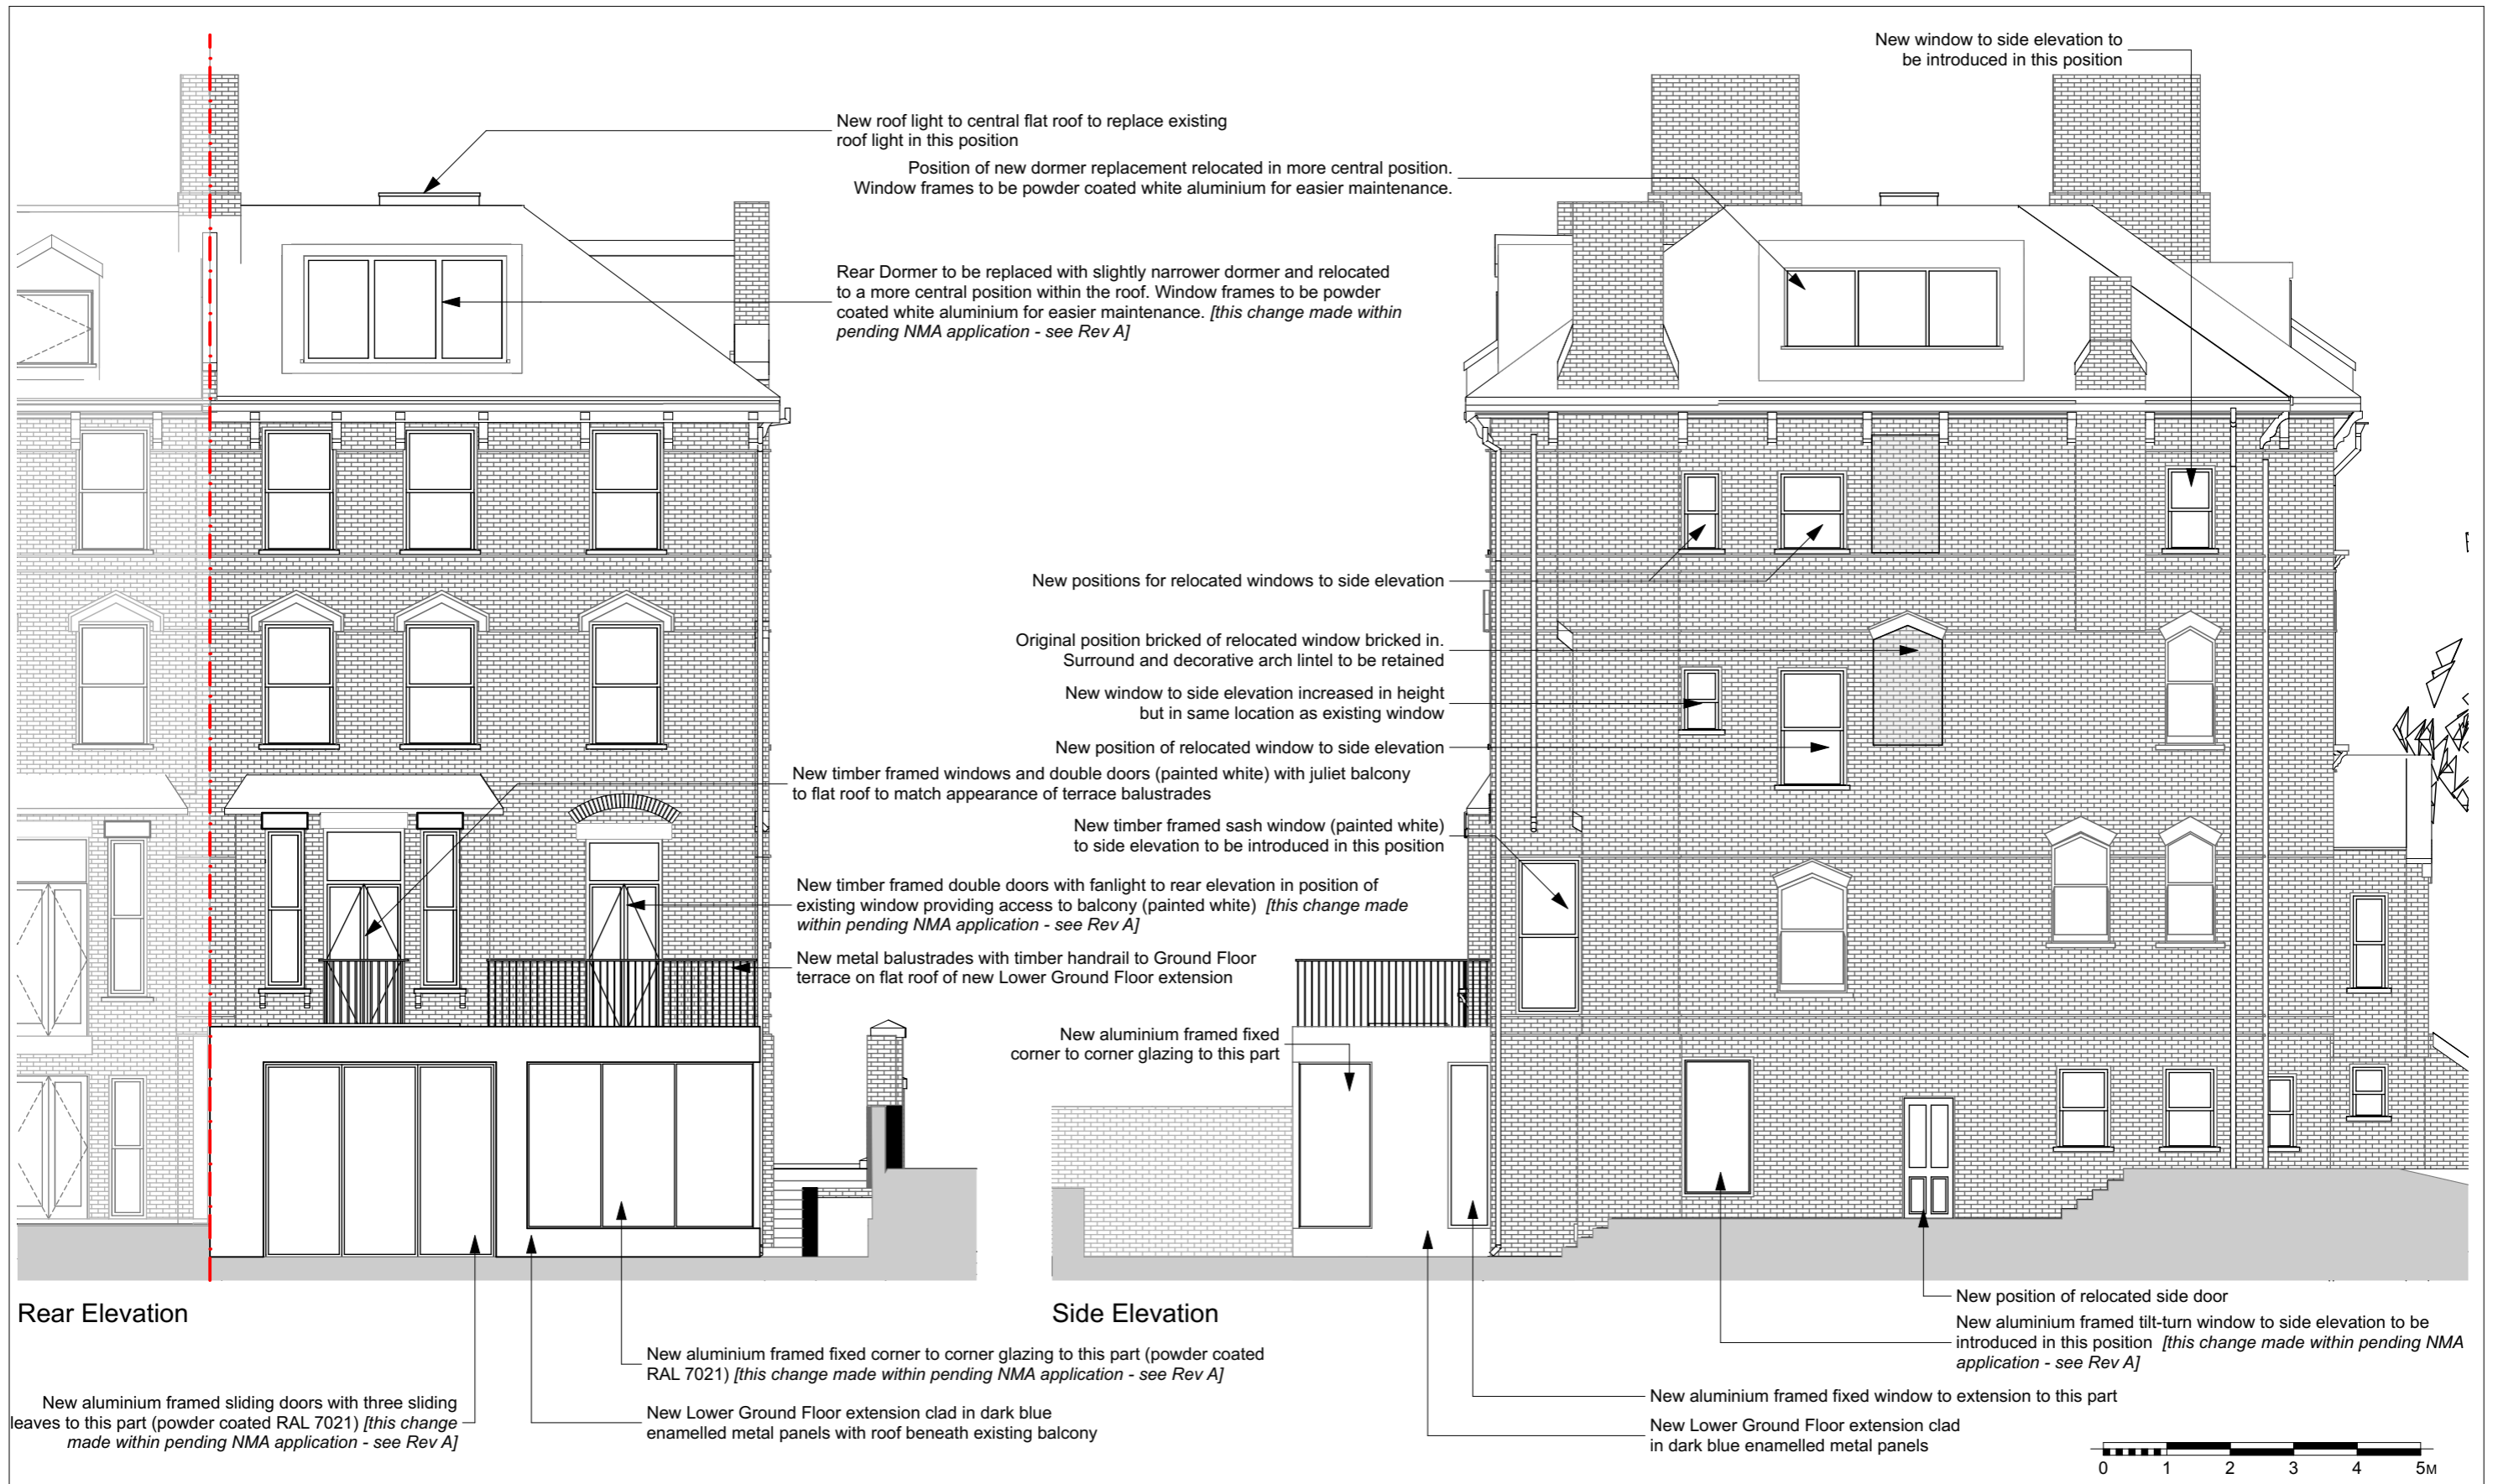 New window to side elevation to
be introduced in this position
New roof light to central flat roof to replace existing
roof light in this position
Position of new dormer replacement relocated in more central position.
Window frames to be powder coated white aluminium for easier maintenance.
Rear Dormer to be replaced with slightly narrower dormer and relocated
to a more central position within the roof. Window frames to be powder
coated white aluminium for easier maintenance. [this change made within
pending NMA application - see Rev A]
New positions for relocated windows to side elevation
Original position bricked of relocated window bricked in.
Surround and decorative arch lintel to be retained
New window to side elevation increased in height
but in same location as existing window
New position of relocated window to side elevation
New timber framed windows and double doors (painted white) with juliet balcony
to flat roof to match appearance of terrace balustrades
New timber framed sash window (painted white)
to side elevation to be introduced in this position
New timber framed double doors with fanlight to rear elevation in position of
existing window providing access to balcony (painted white) [this change made
within pending NMA application - see Rev A]
New metal balustrades with timber handrail to Ground Floor
terrace on flat roof of new Lower Ground Floor extension
New aluminium framed fixed
corner to corner glazing to this part
Rear Elevation
Side Elevation
New position of relocated side door
New aluminium framed tilt-turn window to side elevation to be
introduced in this position [this change made within pending NMA
application - see Rev A]
New aluminium framed fixed corner to corner glazing to this part (powder coated
RAL 7021) [this change made within pending NMA application - see Rev A]
New aluminium framed sliding doors with three sliding
leaves to this part (powder coated RAL 7021) [this change
made within pending NMA application - see Rev A]
New Lower Ground Floor extension clad in dark blue
enamelled metal panels with roof beneath existing balcony
New aluminium framed fixed window to extension to this part
New Lower Ground Floor extension clad
in dark blue enamelled metal panels
0 1 2 3 4 5M